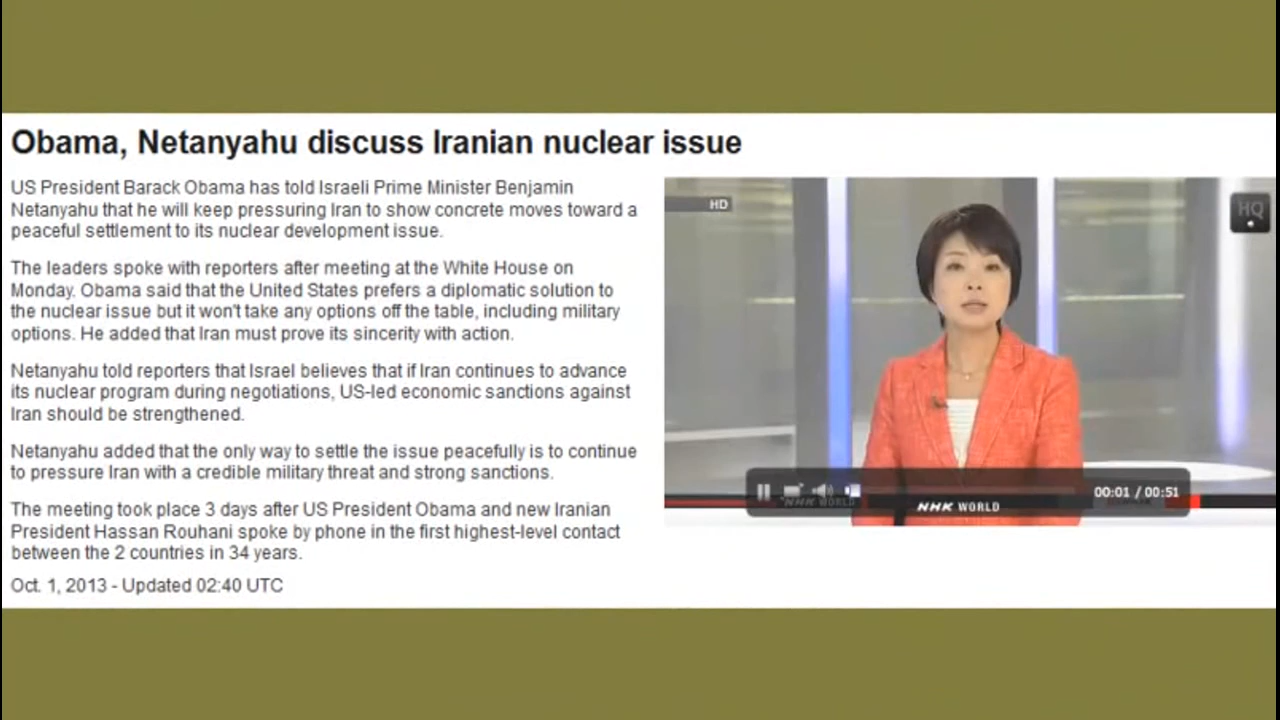 Obama, Netanyahu discuss Iranian nuclear issue
US President Barack Obama has told Israeli Prime Minister Benjamin
Netanyahu that he will keep pressuring Iran to show concrete moves toward a
peaceful settlement to its nuclear development issue.
The leaders spoke with reporters after meeting at the White House on
Monday. Obama said that the United States prefers a diplomatic solution to
the nuclear issue but it won't take any options off the table, including military
options. He added that Iran must prove its sincerity with action.
Netanyahu told reporters that Israel believes that if Iran continues to advance
its nuclear program during negotiations, US-led economic sanctions against
Iran should be strengthened.
Netanyahu added that the only way to settle the issue peacefully is to continue
to pressure Iran with a credible military threat and strong sanctions.
The meeting took place 3 days after US President Obama and new Iranian
President Hassan Rouhani spoke by phone in the first highest-level contact
between the 2 countries in 34 years.
Oct. 1, 2013 - Updated 02:40 UTC
HD
HQ
00:01 / 00:51
NHK WORLD
NHK WORLD